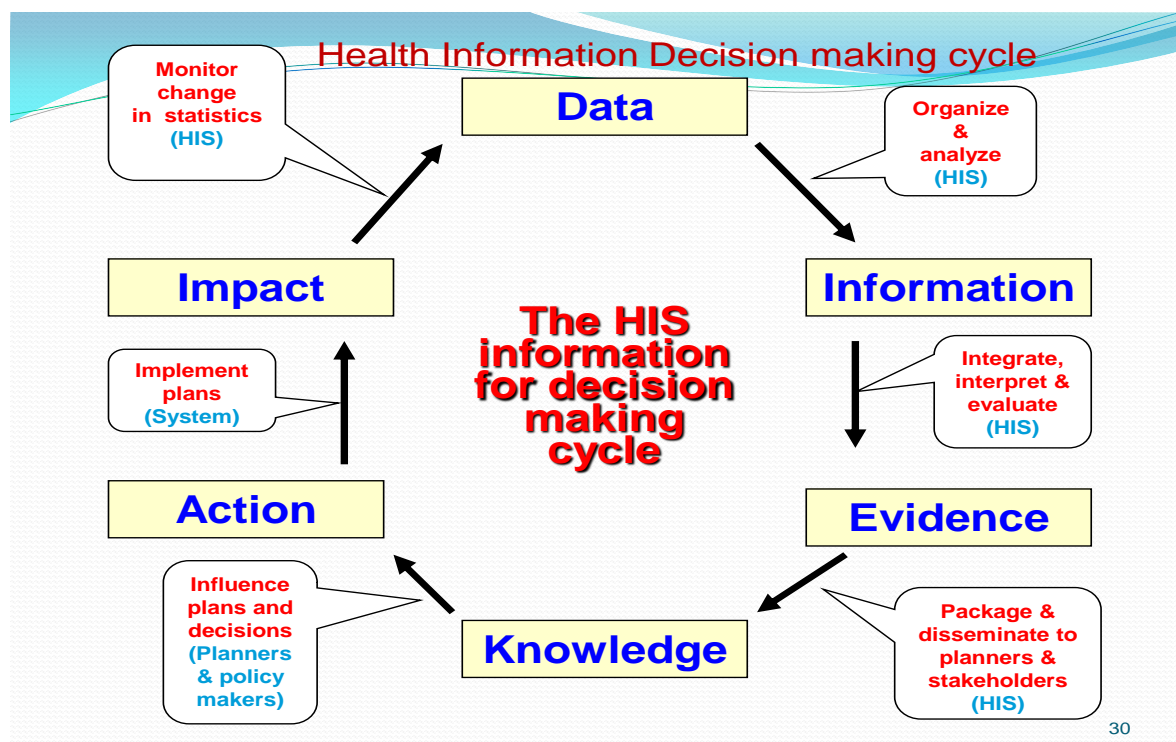 Health Information Decision making cycle
Monitor
change
in statistics
(HIS)
Data
Organize
&
analyze
(HIS)
Impact
Information
The HIS
information
for decision
making
cycle
Implement
plans
(System)
Integrate,
interpret &
evaluate
(HIS)
Action
Evidence
Influence
plans and
decisions
(Planners
& policy
makers)
Knowledge
Package &
disseminate to
planners &
stakeholders
(HIS)
30